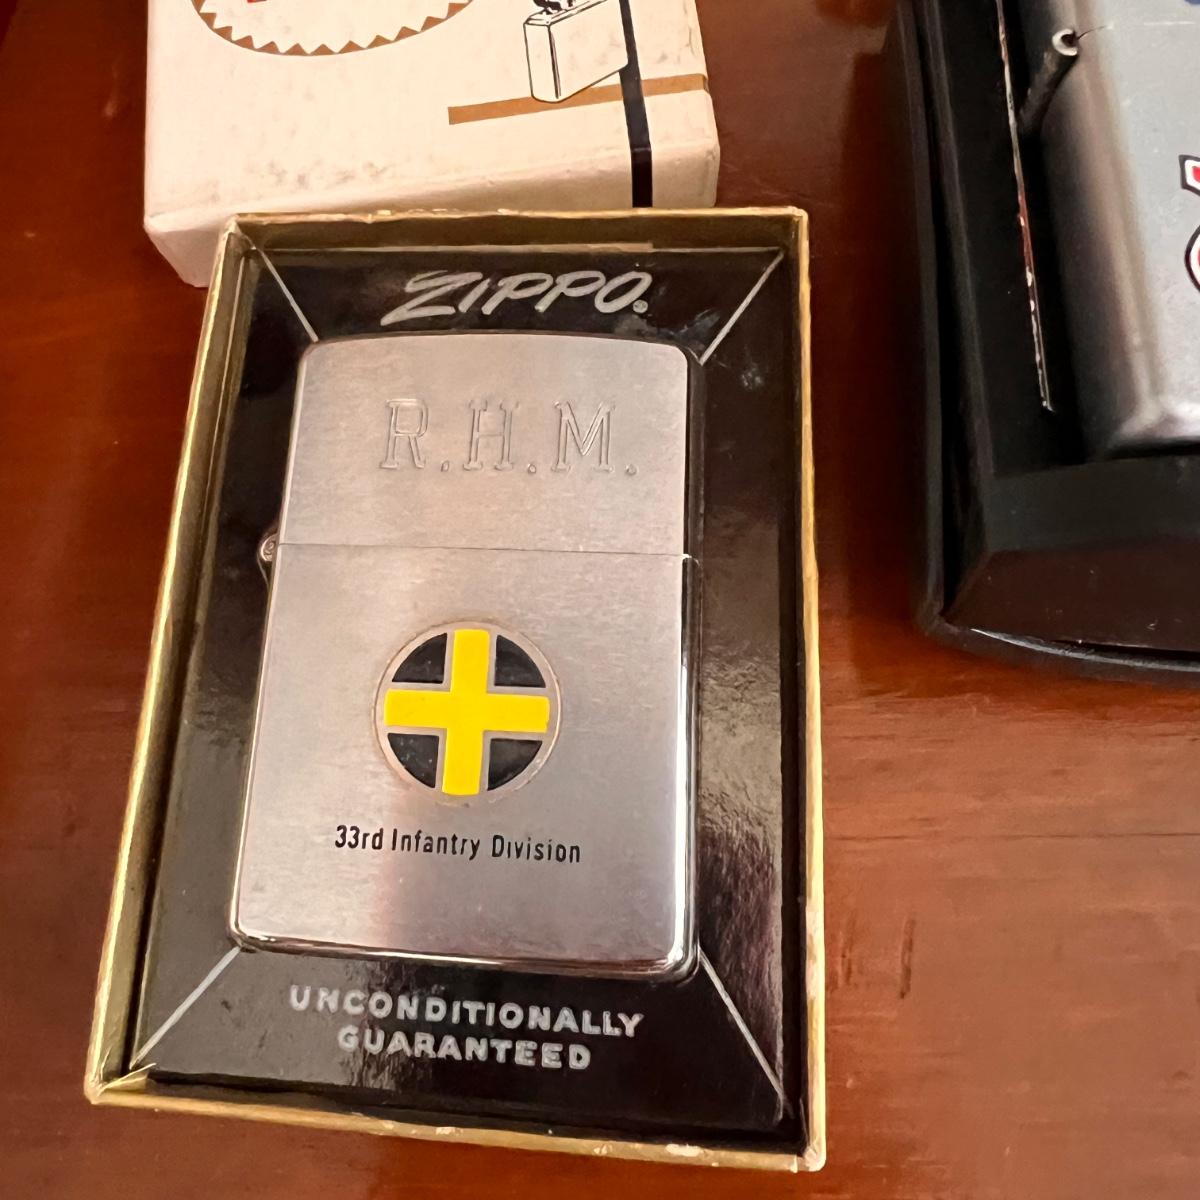 ZIPPO®
R.H.M.
33rd Infantry Division
UNCONDITIONALLY
GUARANTEED